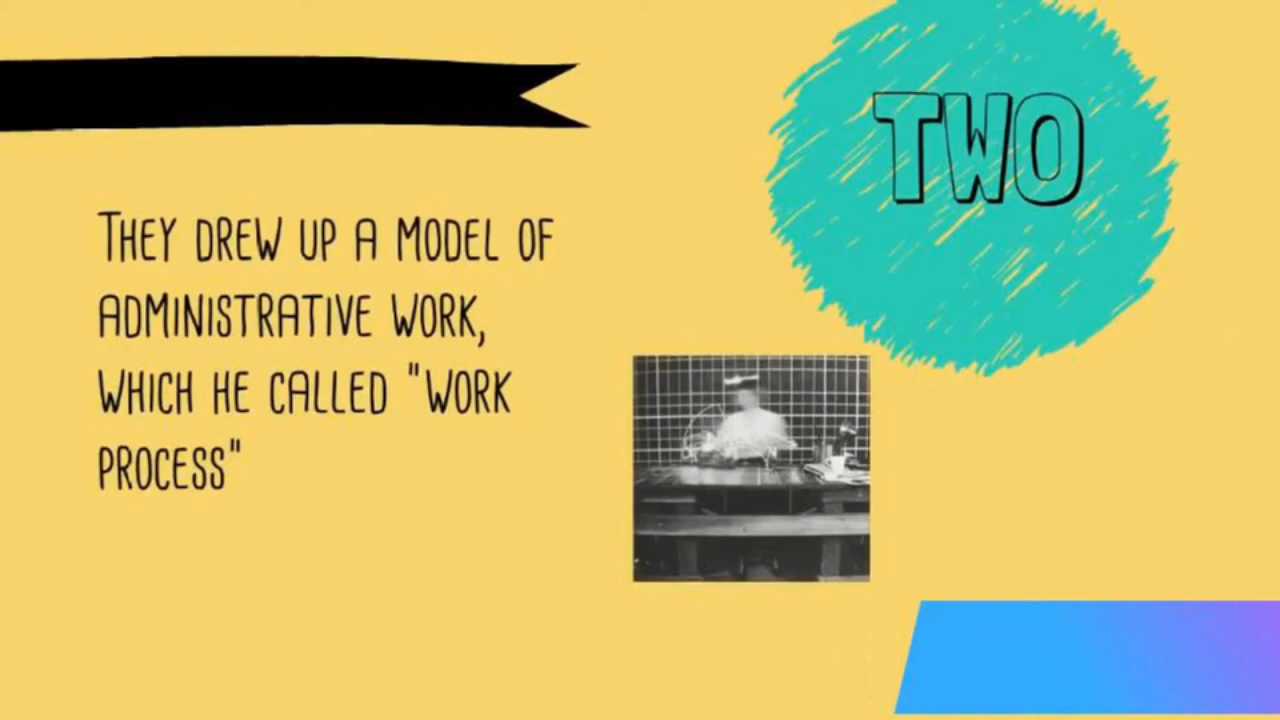 TWO
THEY DREW UP A MODEL OF
ADMINISTRATIVE WORK,
WHICH HE CALLED "WORK
PROCESS"